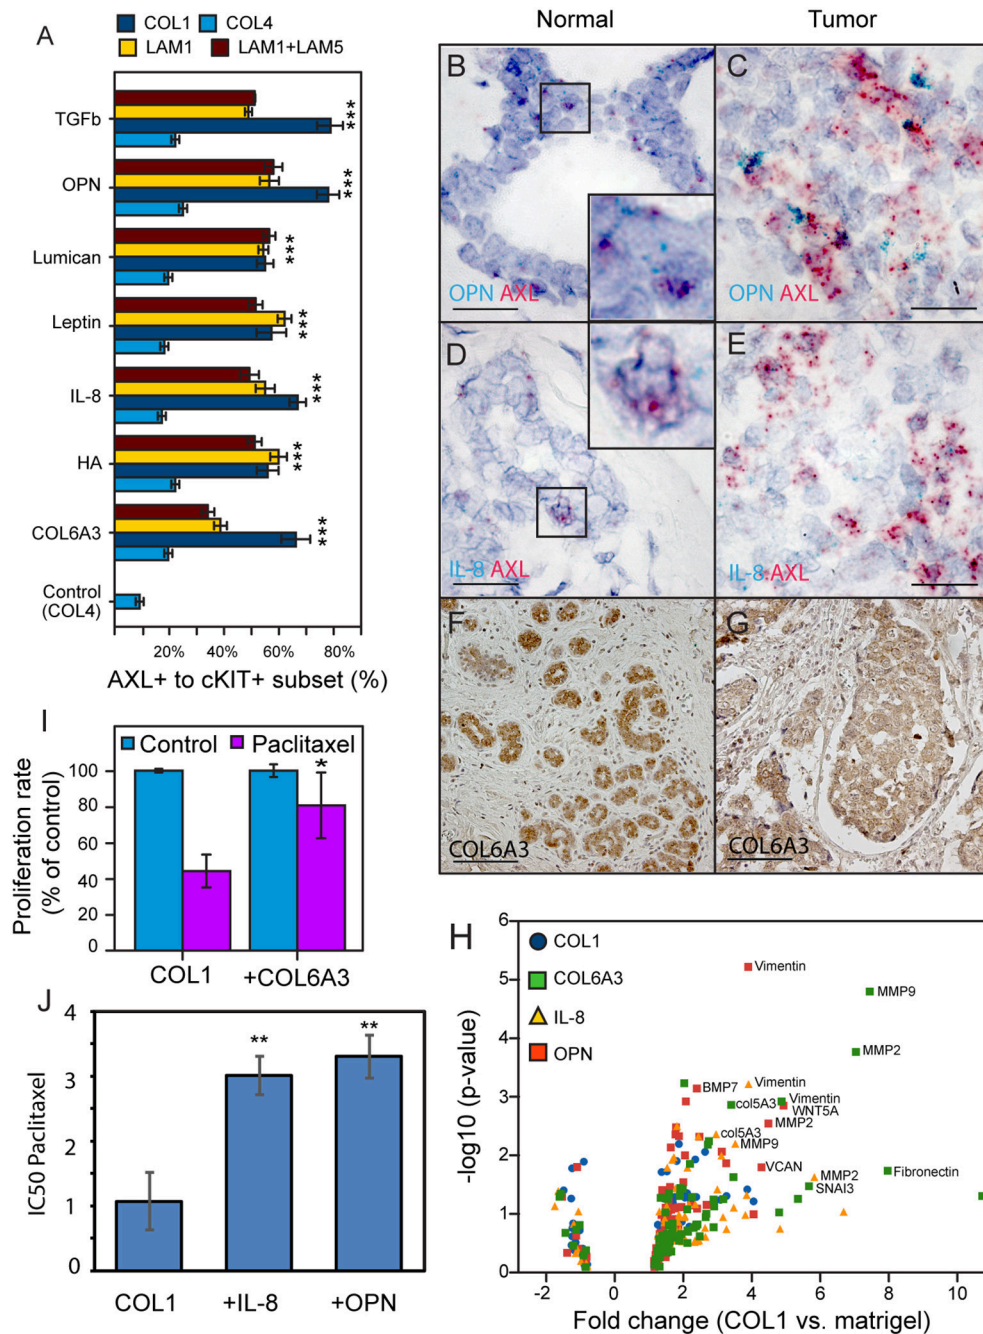 Normal Tumor
A
COL1 COL4
LAM1 LAM1+LAM5
TGFb ***
OPN ***
Lumican ***
Leptin ***
IL-8 ***
HA ***
COL6A3 ***
Control
(COL4)
20% 40% 60% 80%
AXL+ to cKIT+ subset (%)
B
OPN AXL
C
OPN AXL
D
IL-8 AXL
E
IL-8 AXL
F
COL6A3
G
COL6A3
I
Control Paclitaxel
*
Proliferation rate
(% of control)
100
80
60
40
20
0
COL1 +COL6A3
J
IC50 Paclitaxel
4
3
2
1
0
** **
COL1 +IL-8 +OPN
H
COL1
COL6A3
IL-8
OPN
-log10 (p-value)
6
5
4
3
2
1
0
Vimentin
MMP9
MMP2
BMP7
Vimentin
col5A3
Vimentin
WNT5A
MMP2
col5A3
MMP9
VCAN
MMP2
SNAI3
Fibronectin
-2 0 2 4 6 8 10
Fold change (COL1 vs. matrigel)